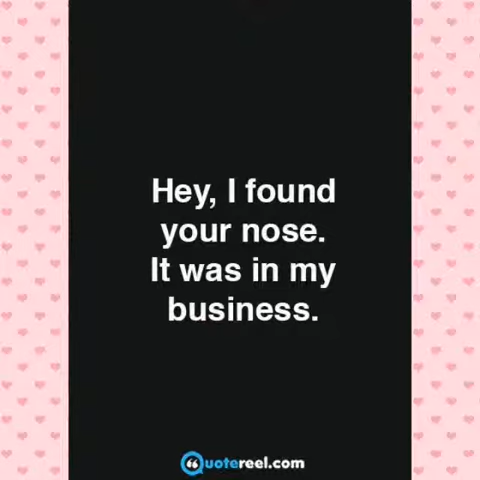 Hey, I found
your nose.
It was in my
business.
Quotereel.com